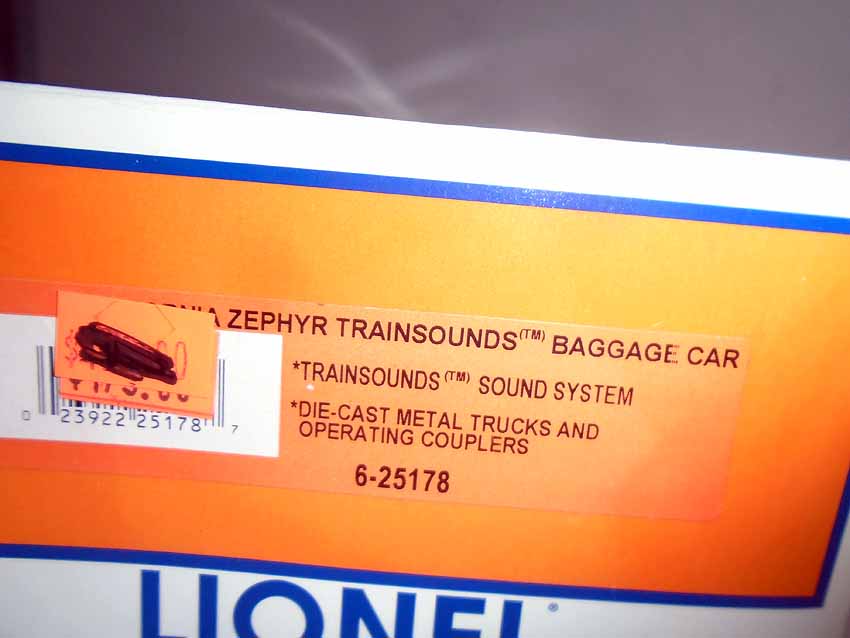 ZEPHYR TRAINSOUNDS(TM) BAGGAGE CAR
*TRAINSOUNDS(TM) SOUND SYSTEM
*DIE-CAST METAL TRUCKS AND
OPERATING COUPLERS
6-25178
0 23922 25178 7
LIONEL®